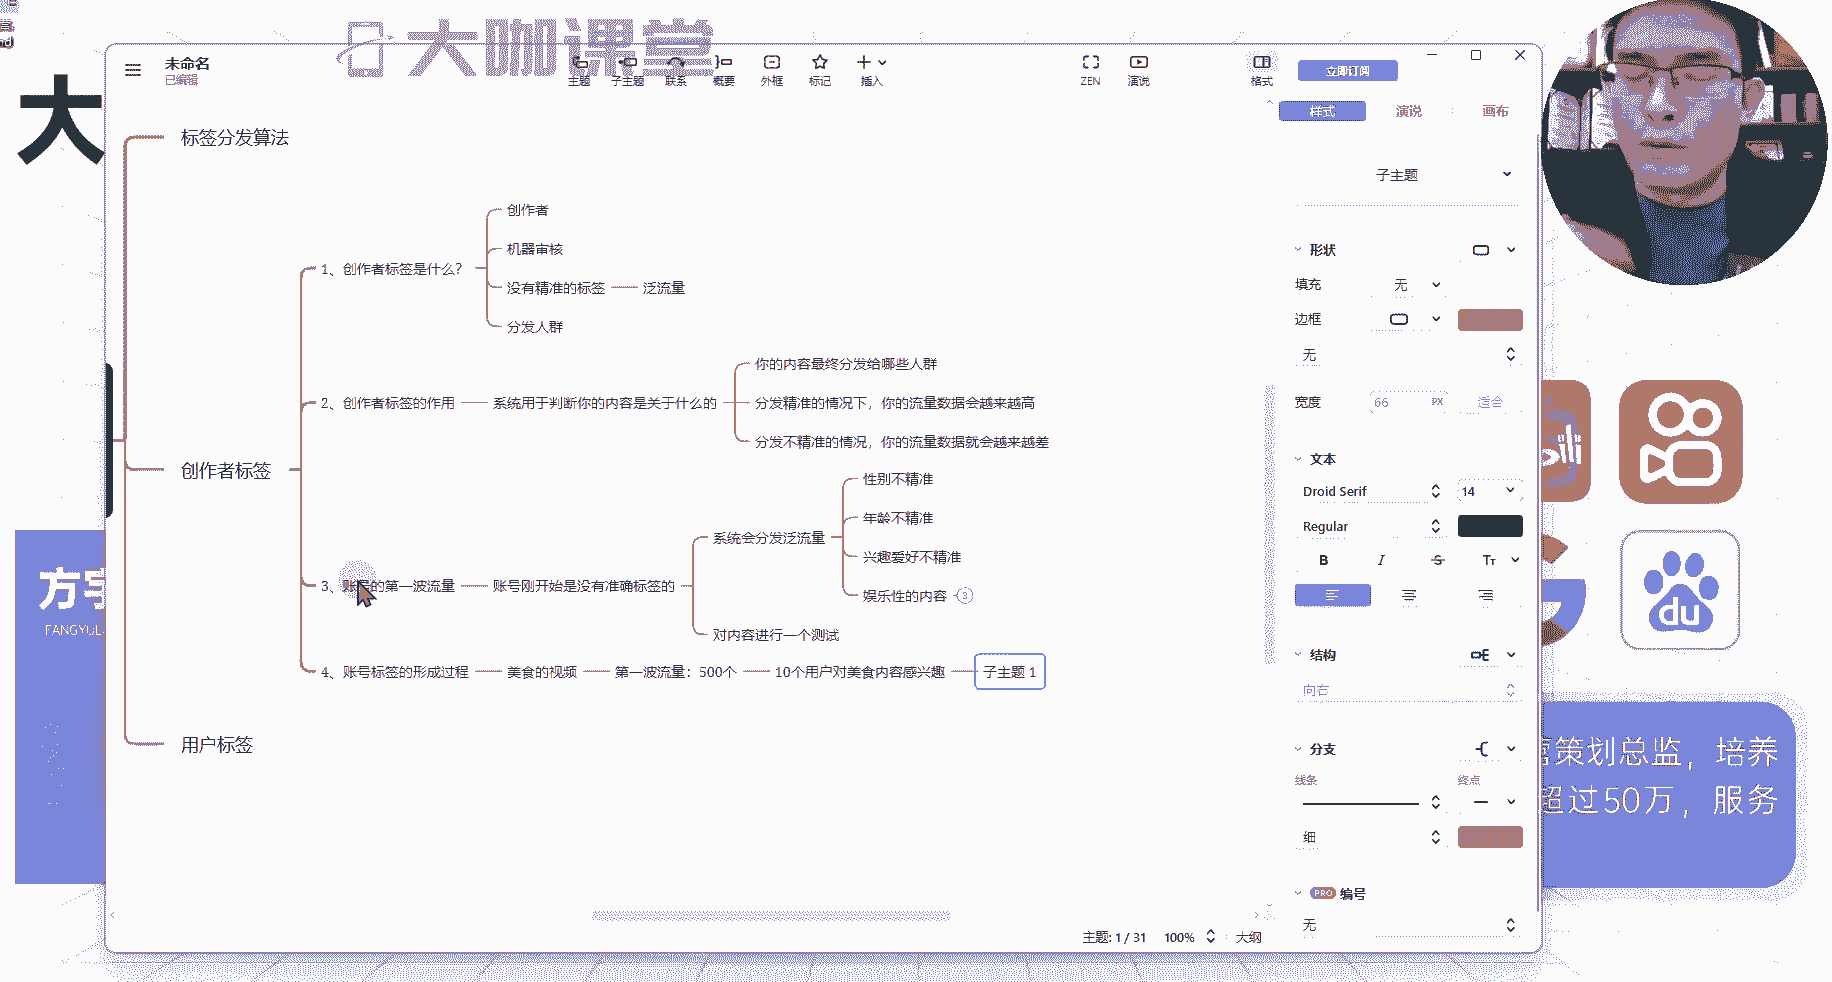 大咖课堂
大
未命名
已编辑
主题
子主题
联系
概要
外框
标记
插入
ZEN
演说
格式
立即订阅
样式
演说
画布
标签分发算法
创作者
机器审核
1、创作者标签是什么？
没有精准的标签
泛流量
分发人群
你的内容最终分发给哪些人群
2、创作者标签的作用
系统用于判断你的内容是关于什么的
分发精准的情况下，你的流量数据会越来越高
分发不精准的情况，你的流量数据就会越来越差
创作者标签
性别不精准
年龄不精准
系统会分发泛流量
兴趣爱好不精准
3、账号的第一波流量
账号刚开始是没有准确标签的
娱乐性的内容
3
对内容进行一个测试
4、账号标签的形成过程
美食的视频
第一波流量：500个
10个用户对美食内容感兴趣
子主题 1
用户标签
子主题
形状
填充
无
边框
无
宽度
66
PX
适合
文本
Droid Serif
14
Regular
B
I
S
Tт
结构
向右
分支
线条
终点
细
PRO
编号
无
主题: 1 / 31
100%
大纲
方
FANGYUE
du
策划总监，培养
超过50万，服务